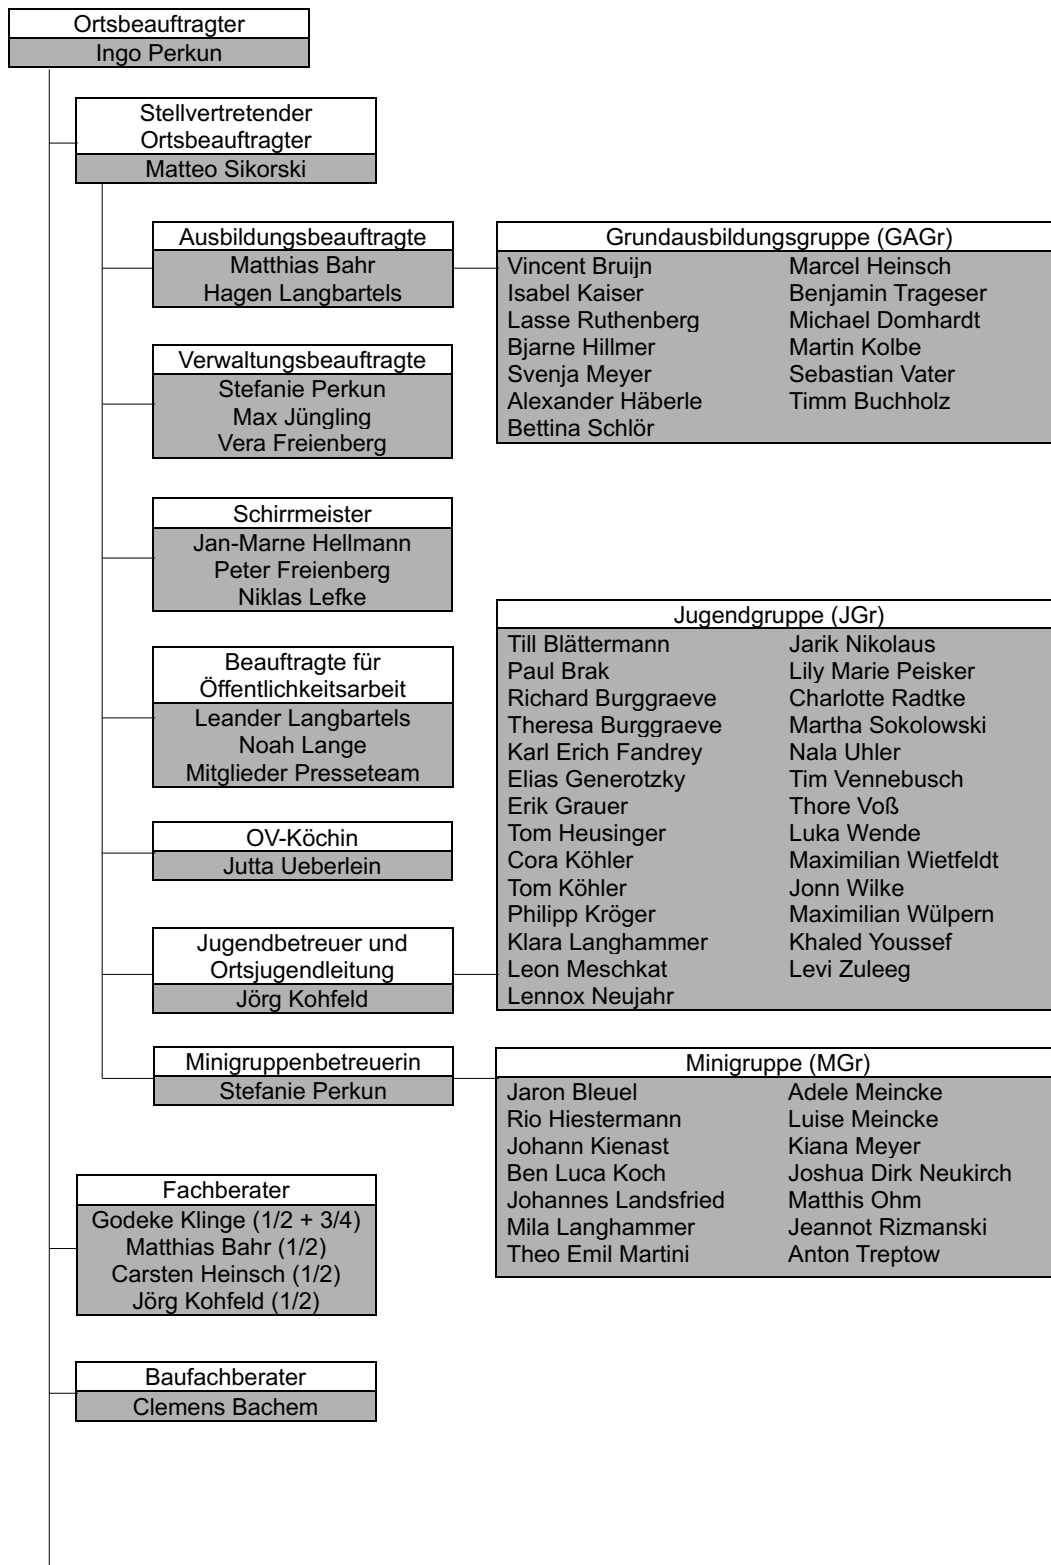 Ortsbeauftragter
Ingo Perkun
Stellvertretender
Ortsbeauftragter
Matteo Sikorski
Ausbildungsbeauftragte
Matthias Bahr
Hagen Langbartels
Grundausbildungsgruppe (GAGr)
Vincent Bruijn
Isabel Kaiser
Lasse Ruthenberg
Bjarne Hillmer
Svenja Meyer
Alexander Häberle
Bettina Schlör
Marcel Heinsch
Benjamin Trageser
Michael Domhardt
Martin Kolbe
Sebastian Vater
Timm Buchholz
Verwaltungsbeauftragte
Stefanie Perkun
Max Jüngling
Vera Freienberg
Schirrmeister
Jan-Marne Hellmann
Peter Freienberg
Niklas Lefke
Beauftragte für
Öffentlichkeitsarbeit
Leander Langbartels
Noah Lange
Mitglieder Presseteam
OV-Köchin
Jutta Ueberlein
Jugendbetreuer und
Ortsjugendleitung
Jörg Kohfeld
Jugendgruppe (JGr)
Till Blättermann
Paul Brak
Richard Burggraeve
Theresa Burggraeve
Karl Erich Fandrey
Elias Generotzky
Erik Grauer
Tom Heusinger
Cora Köhler
Tom Köhler
Philipp Kröger
Klara Langhammer
Leon Meschkat
Lennox Neujahr
Jarik Nikolaus
Lily Marie Peisker
Charlotte Radtke
Martha Sokolowski
Nala Uhler
Tim Vennebusch
Thore Voß
Luka Wende
Maximilian Wietfeldt
Jonn Wilke
Maximilian Wülpern
Khaled Youssef
Levi Zuleeg
Minigruppenbetreuerin
Stefanie Perkun
Minigruppe (MGr)
Jaron Bleuel
Rio Hiestermann
Johann Kienast
Ben Luca Koch
Johannes Landsfried
Mila Langhammer
Theo Emil Martini
Adele Meincke
Luise Meincke
Kiana Meyer
Joshua Dirk Neukirch
Matthis Ohm
Jeannot Rizmanski
Anton Treptow
Fachberater
Godeke Klinge (1/2 + 3/4)
Matthias Bahr (1/2)
Carsten Heinsch (1/2)
Jörg Kohfeld (1/2)
Baufachberater
Clemens Bachem